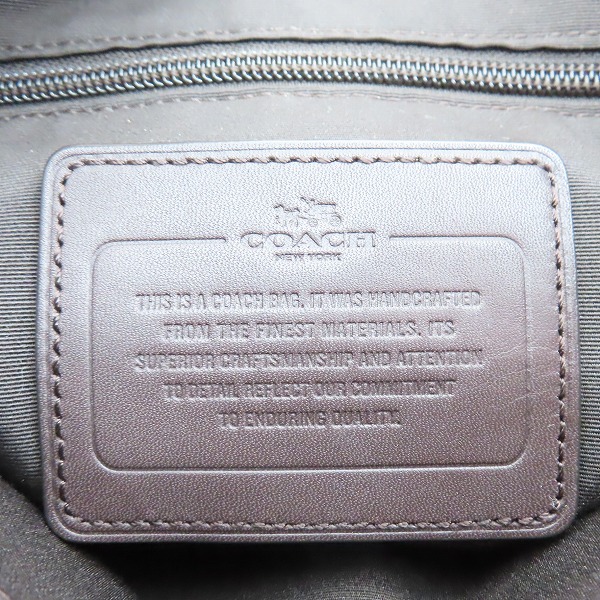 COACH
NEW YORK
THIS IS A COACH BAG. IT WAS HANDCRAFTED
FROM THE FINEST MATERIALS. ITS
SUPERIOR CRAFTSMANSHIP AND ATTENTION
TO DETAIL REFLECT OUR COMMITMENT
TO ENDURING QUALITY.